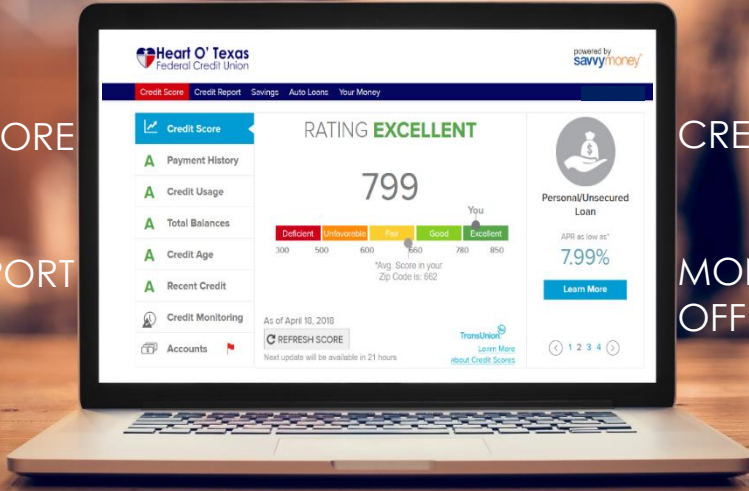 Heart O' Texas
Federal Credit Union
powered by
savvymoney
Credit Score Credit Report Savings Auto Loans Your Money
ORE
CRE
Credit Score
A Payment History
A Credit Usage
A Total Balances
A Credit Age
A Recent Credit
Credit Monitoring
Accounts
RATING EXCELLENT
799
You
Deficient Unfavorable Fair Good Excellent
300 500 600 660 780 850
*Avg. Score in your
Zip Code is: 662
As of April 18, 2018
REFRESH SCORE
Next update will be available in 21 hours
TransUnion
Learn More
About Credit Scores
$
Personal/Unsecured
Loan
APR as low as*
7.99%
Learn More
1 2 3 4
PORT
MON
OFF